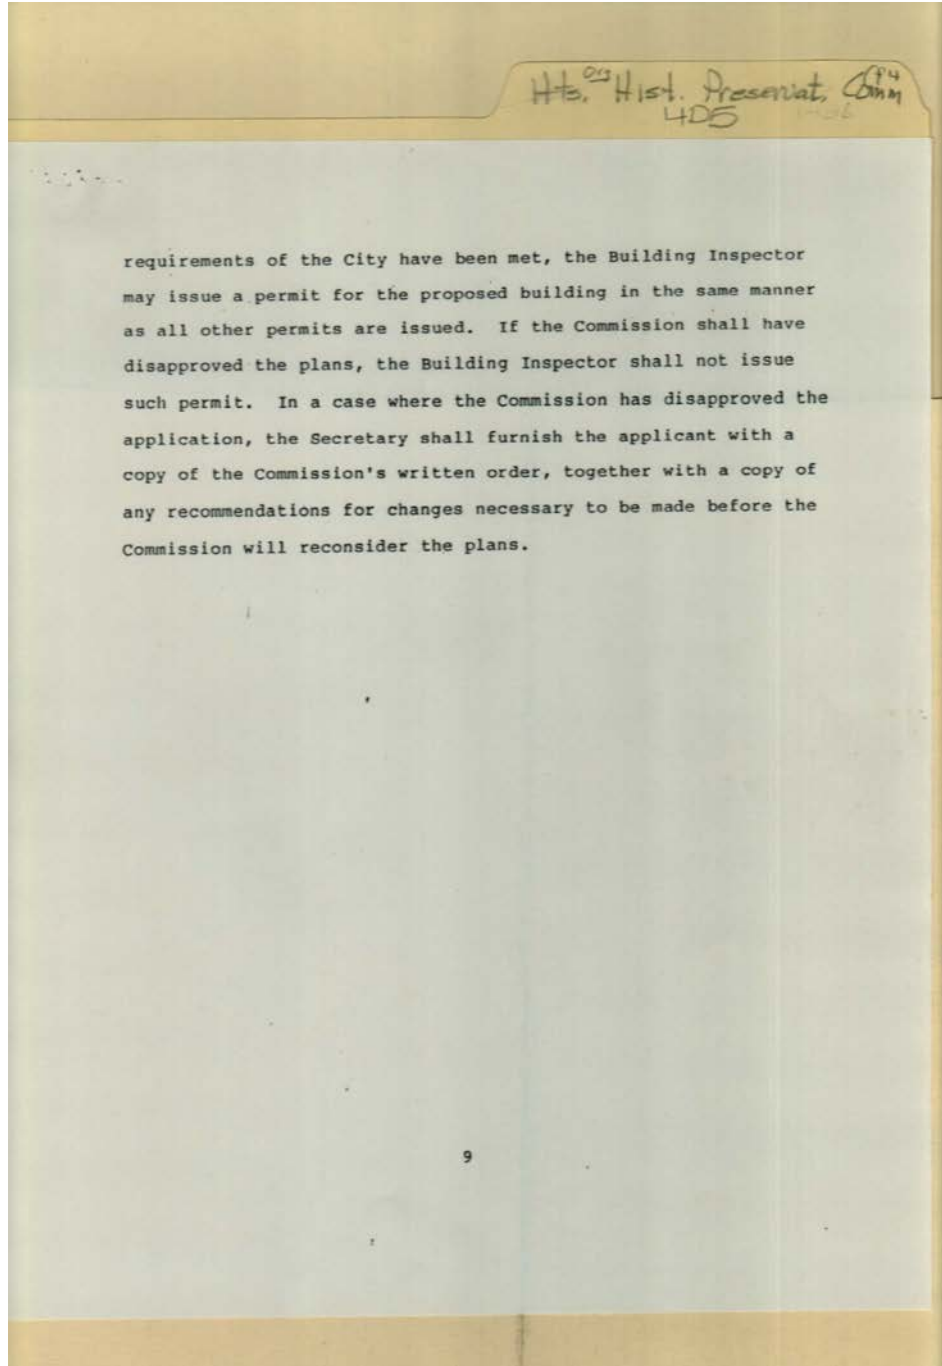 Hts. Org Hist. Preservat. Comm
4D5
requirements of the City have been met, the Building Inspector
may issue a permit for the proposed building in the same manner
as all other permits are issued. If the Commission shall have
disapproved the plans, the Building Inspector shall not issue
such permit. In a case where the Commission has disapproved the
application, the Secretary shall furnish the applicant with a
copy of the Commission's written order, together with a copy of
any recommendations for changes necessary to be made before the
Commission will reconsider the plans.
9